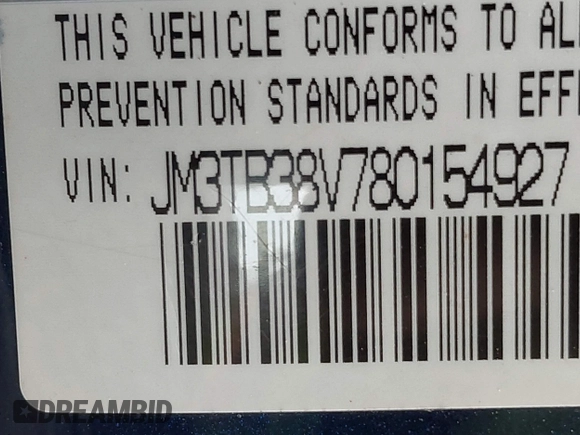 THIS VEHICLE CONFORMS TO AL
PREVENTION STANDARDS IN EFF
VIN: JM3TB38V780154927
DREAMBID